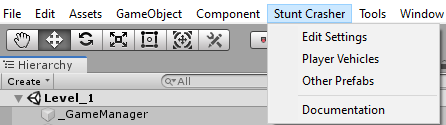 File Edit Assets GameObject Component Stunt Crasher Tools Window
Edit Settings
Player Vehicles
Other Prefabs
Documentation
Hierarchy
Create All
Level_1
_GameManager